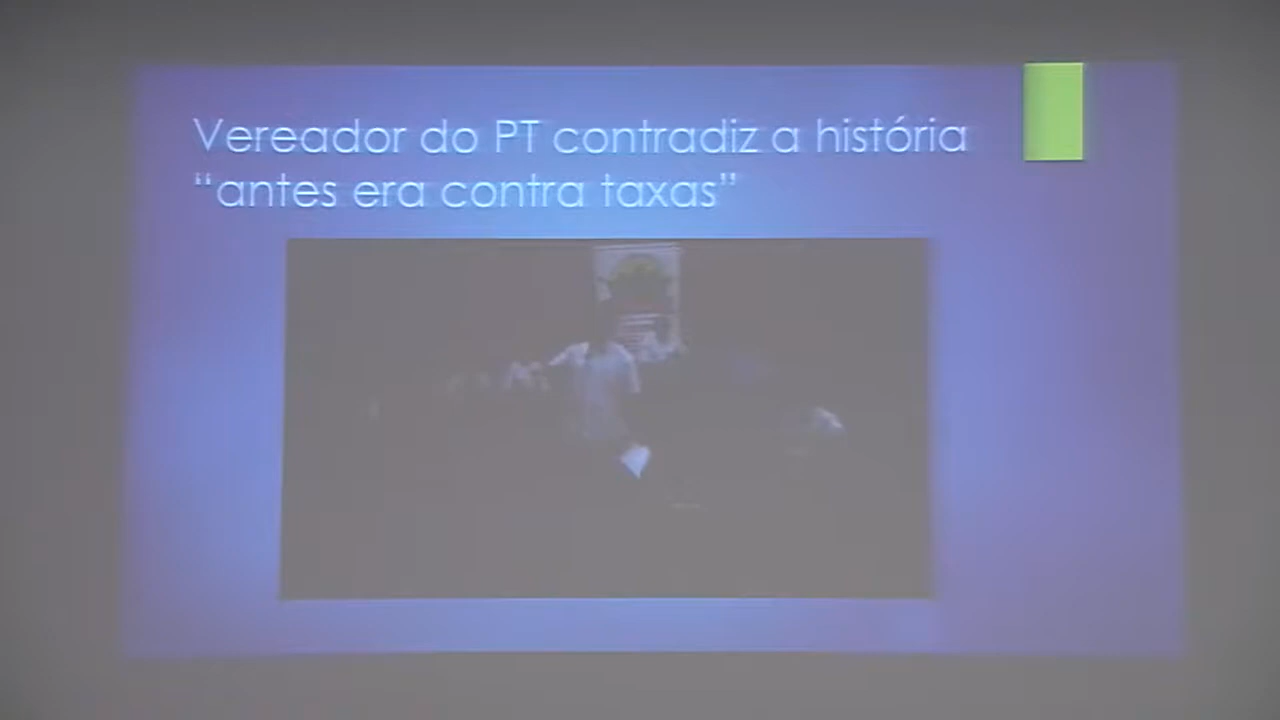 Vereador do PT contradiz a história
“antes era contra taxas”